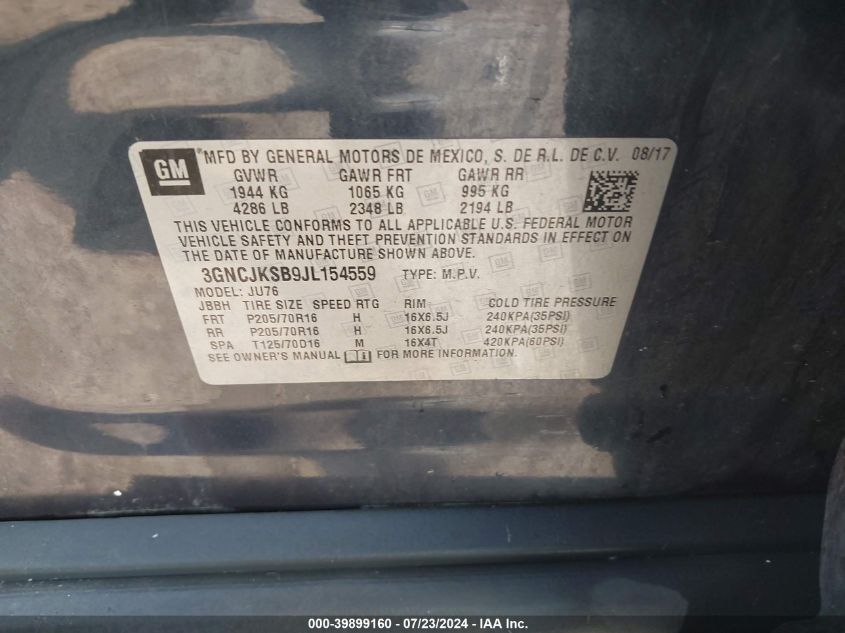 GM ® MFD BY GENERAL MOTORS DE MEXICO, S. DE R.L. DE C.V. 08/17
GVWR GAWR FRT GAWR RR
1944 KG 1065 KG 995 KG
4286 LB 2348 LB 2194 LB
THIS VEHICLE CONFORMS TO ALL APPLICABLE U.S. FEDERAL MOTOR
VEHICLE SAFETY AND THEFT PREVENTION STANDARDS IN EFFECT ON
THE DATE OF MANUFACTURE SHOWN ABOVE.
3GNCJKSB9JL154559 TYPE: M.P.V.
MODEL: JU76
JBBH TIRE SIZE SPEED RTG RIM COLD TIRE PRESSURE
FRT P205/70R16 H 16X6.5J 240KPA(35PSI)
RR P205/70R16 H 16X6.5J 240KPA(35PSI)
SPA T125/70D16 M 16X4T 420KPA(60PSI)
SEE OWNER'S MANUAL FOR MORE INFORMATION.
000-39899160 - 07/23/2024 - IAA Inc.